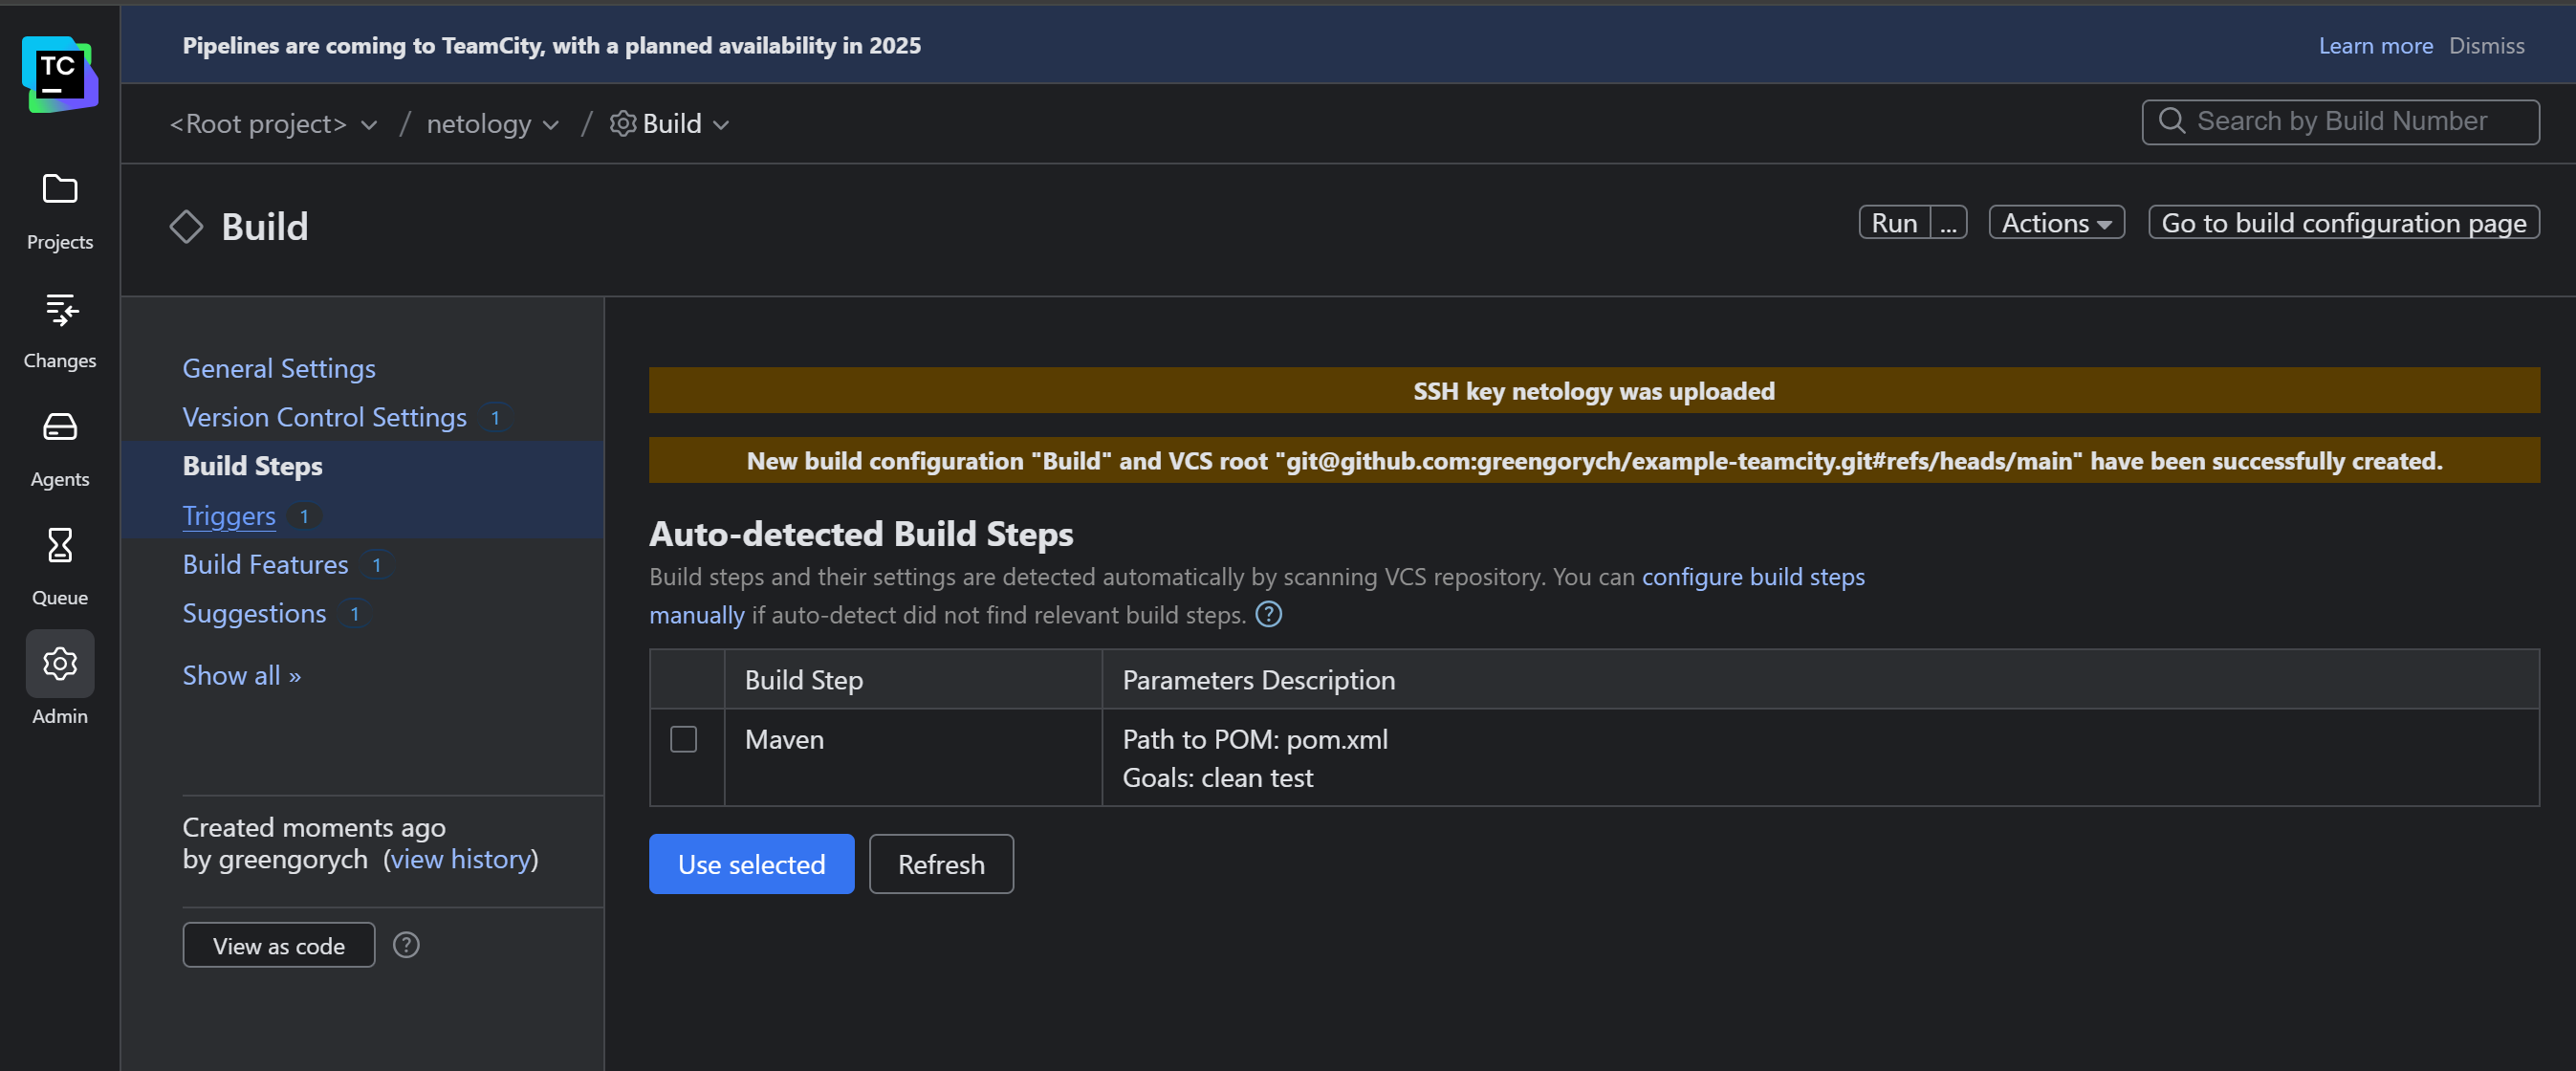 TC
Pipelines are coming to TeamCity, with a planned availability in 2025
Learn more Dismiss
<Root project> / netology / Build
Search by Build Number
Projects
Changes
Agents
Queue
Admin
Build
Run ... Actions Go to build configuration page
General Settings
Version Control Settings 1
Build Steps
Triggers 1
Build Features 1
Suggestions 1
Show all »
Created moments ago
by greengorych (view history)
View as code ?
SSH key netology was uploaded
New build configuration "Build" and VCS root "git@github.com:greengorych/example-teamcity.git#refs/heads/main" have been successfully created.
Auto-detected Build Steps
Build steps and their settings are detected automatically by scanning VCS repository. You can configure build steps
manually if auto-detect did not find relevant build steps. ?
Build Step Parameters Description
Maven Path to POM: pom.xml
Goals: clean test
Use selected Refresh